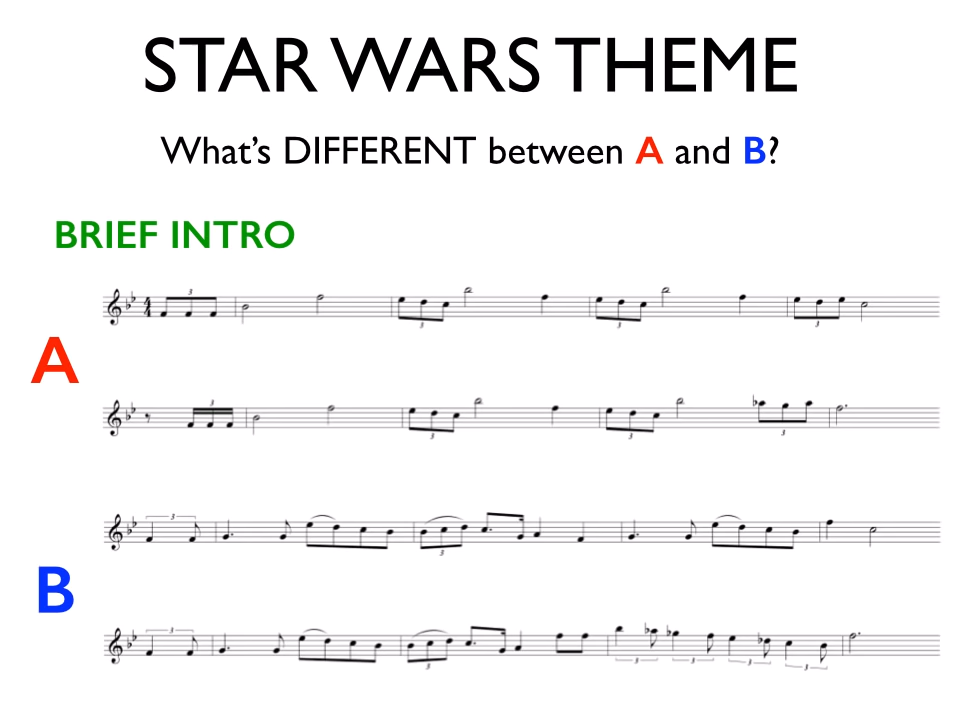 STAR WARS THEME
What's DIFFERENT between A and B?
BRIEF INTRO
A
B